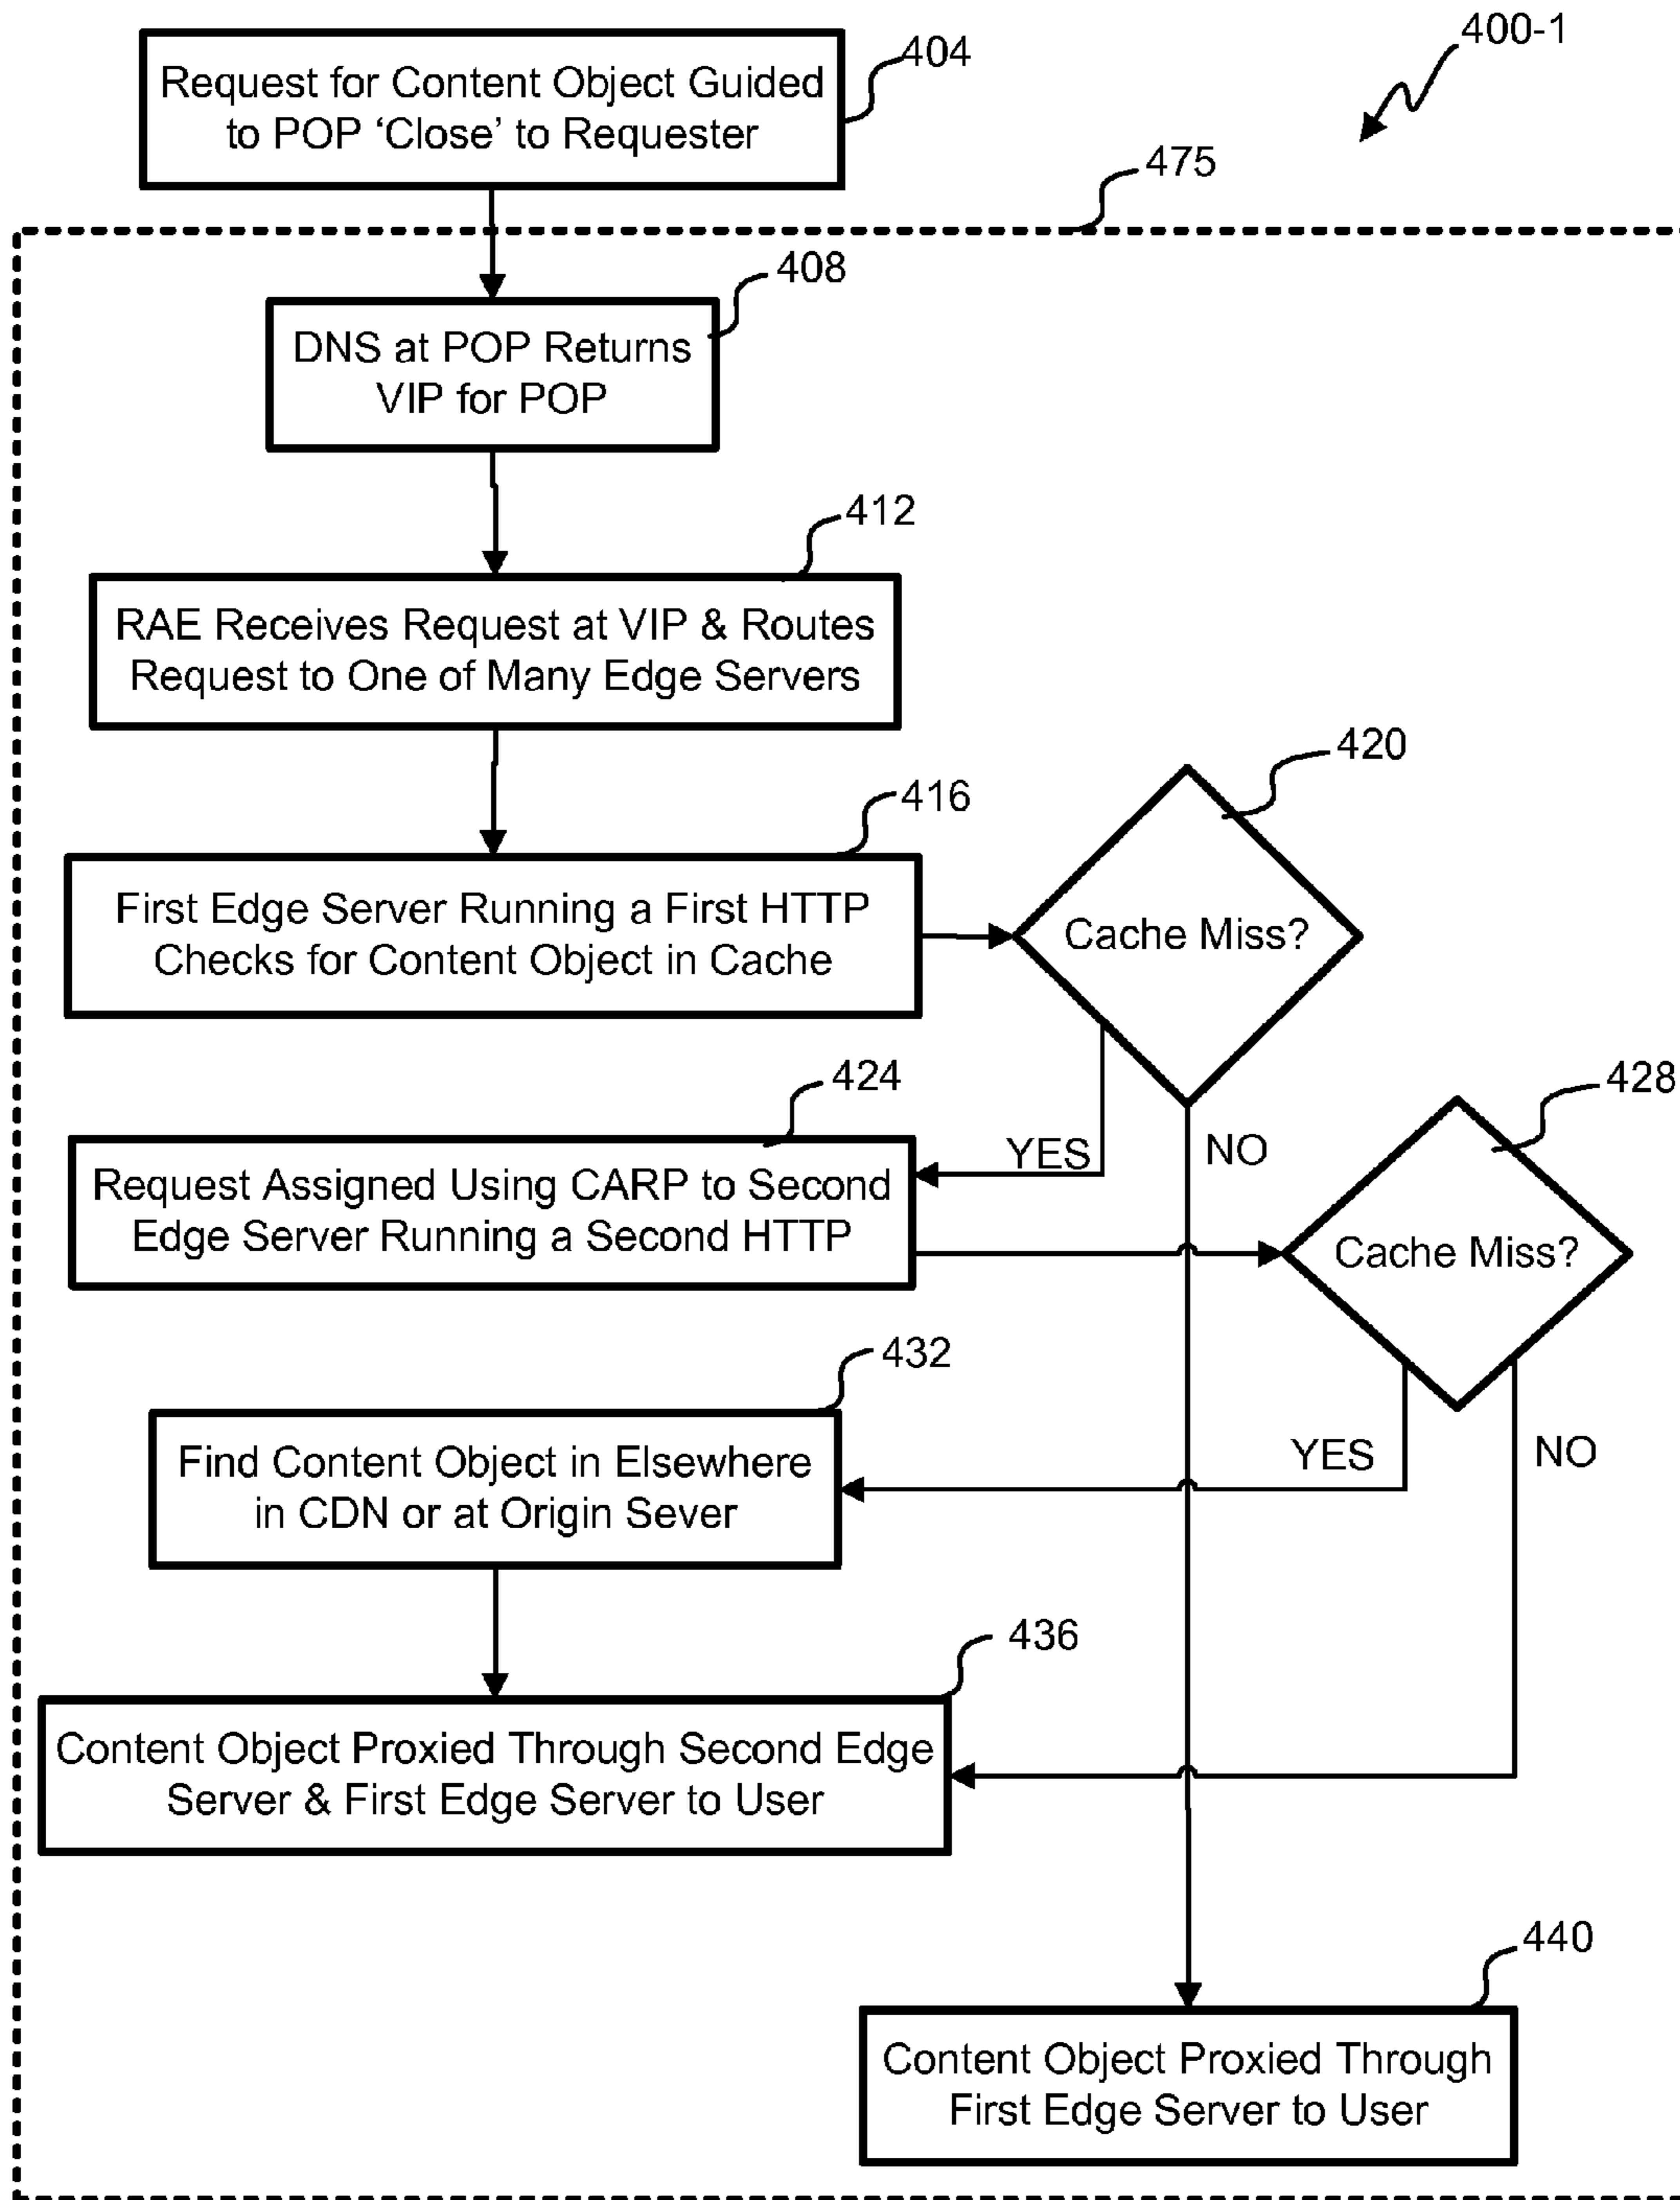 400-1
404
Request for Content Object Guided
to POP ‘Close’ to Requester
475
408
DNS at POP Returns
VIP for POP
412
RAE Receives Request at VIP & Routes
Request to One of Many Edge Servers
416
First Edge Server Running a First HTTP
Checks for Content Object in Cache
420
Cache Miss?
YES
NO
424
Request Assigned Using CARP to Second
Edge Server Running a Second HTTP
428
Cache Miss?
YES
NO
432
Find Content Object in Elsewhere
in CDN or at Origin Sever
436
Content Object Proxied Through Second Edge
Server & First Edge Server to User
440
Content Object Proxied Through
First Edge Server to User